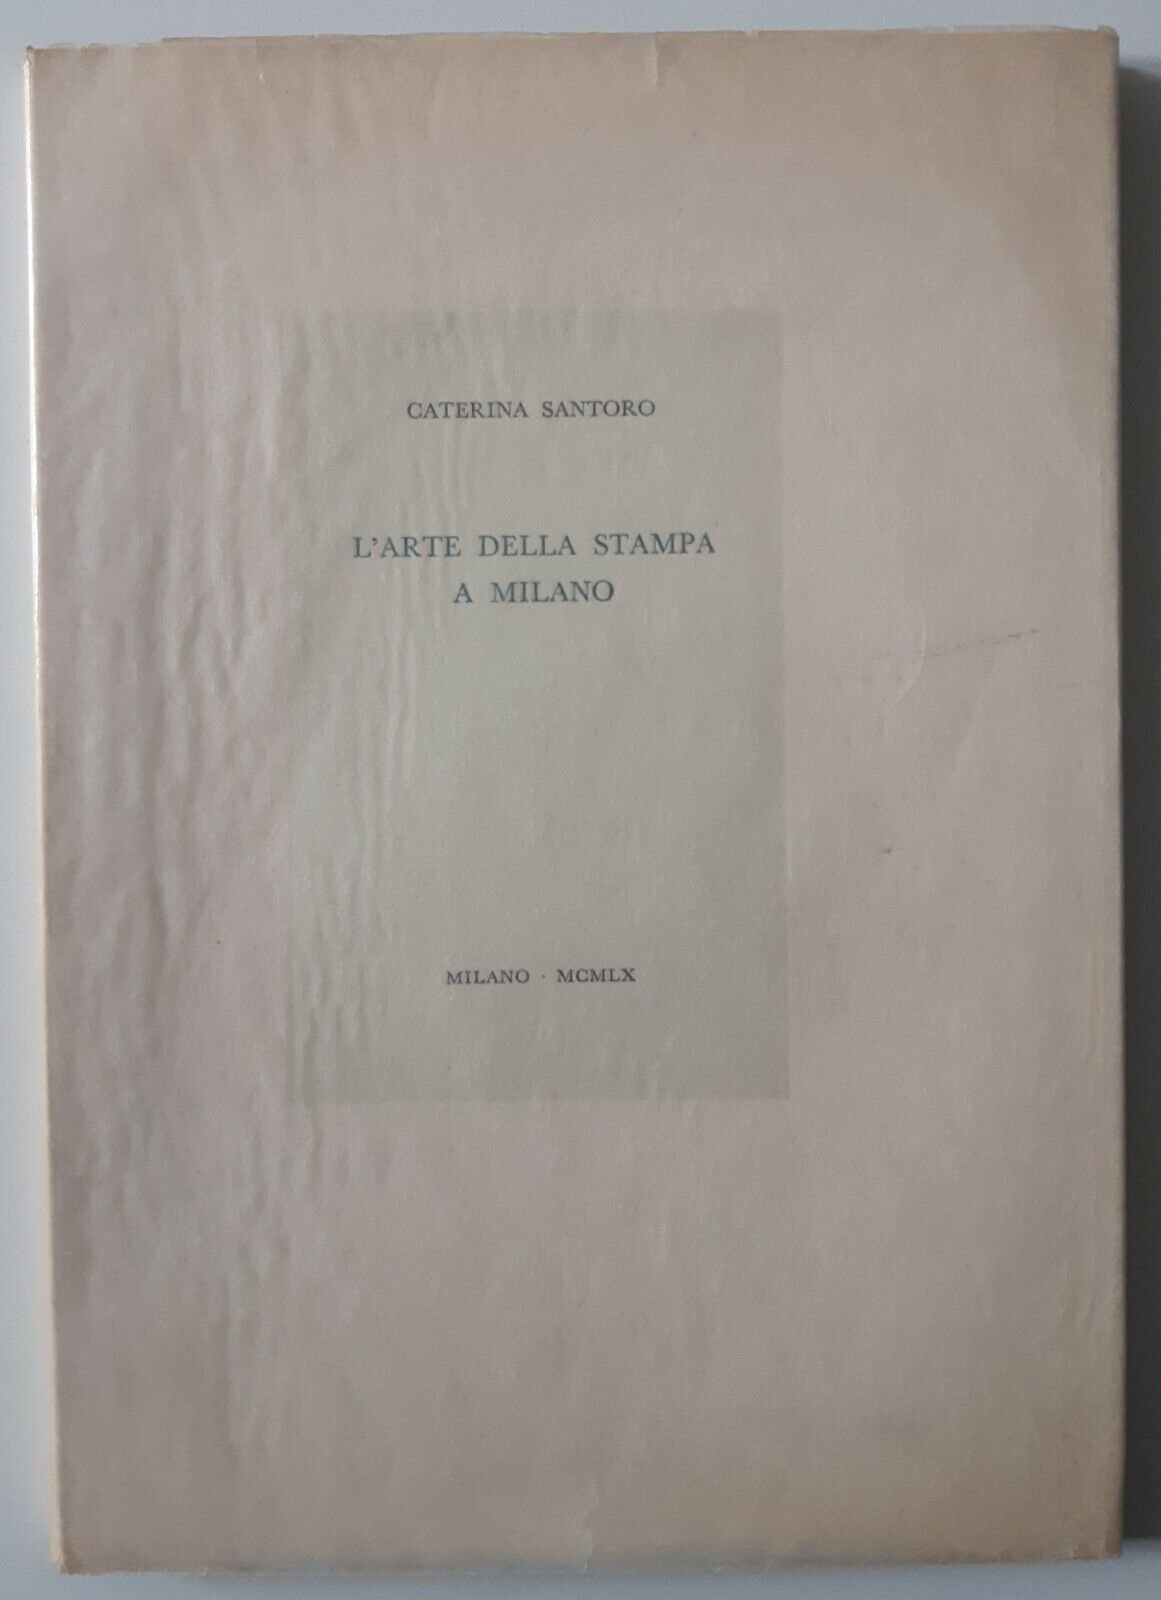 CATERINA SANTORO
L'ARTE DELLA STAMPA
A MILANO
MILANO · MCMLX